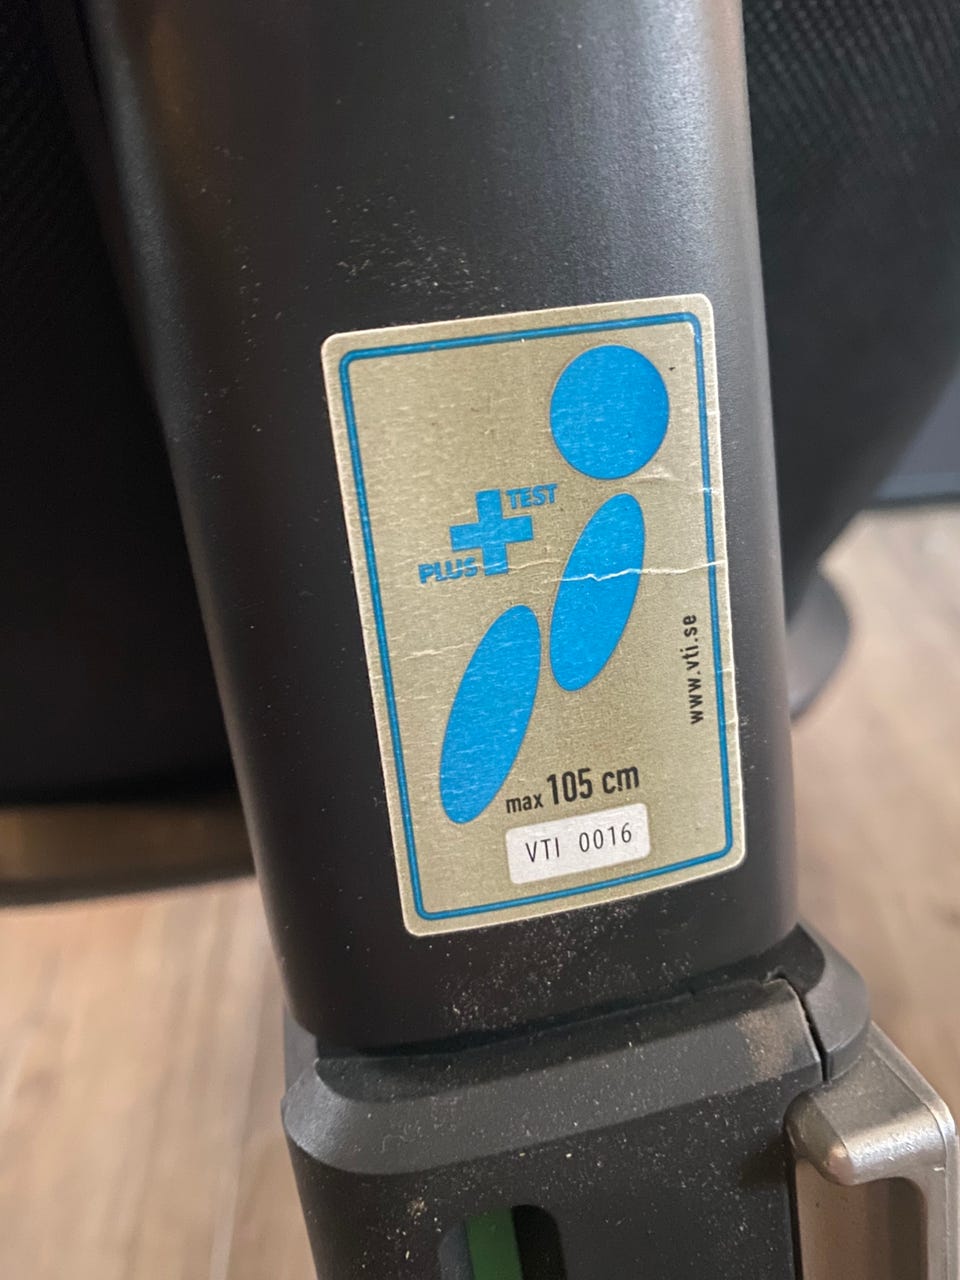 TEST
PLUS
www.vti.se
max 105 cm
VTI 0016